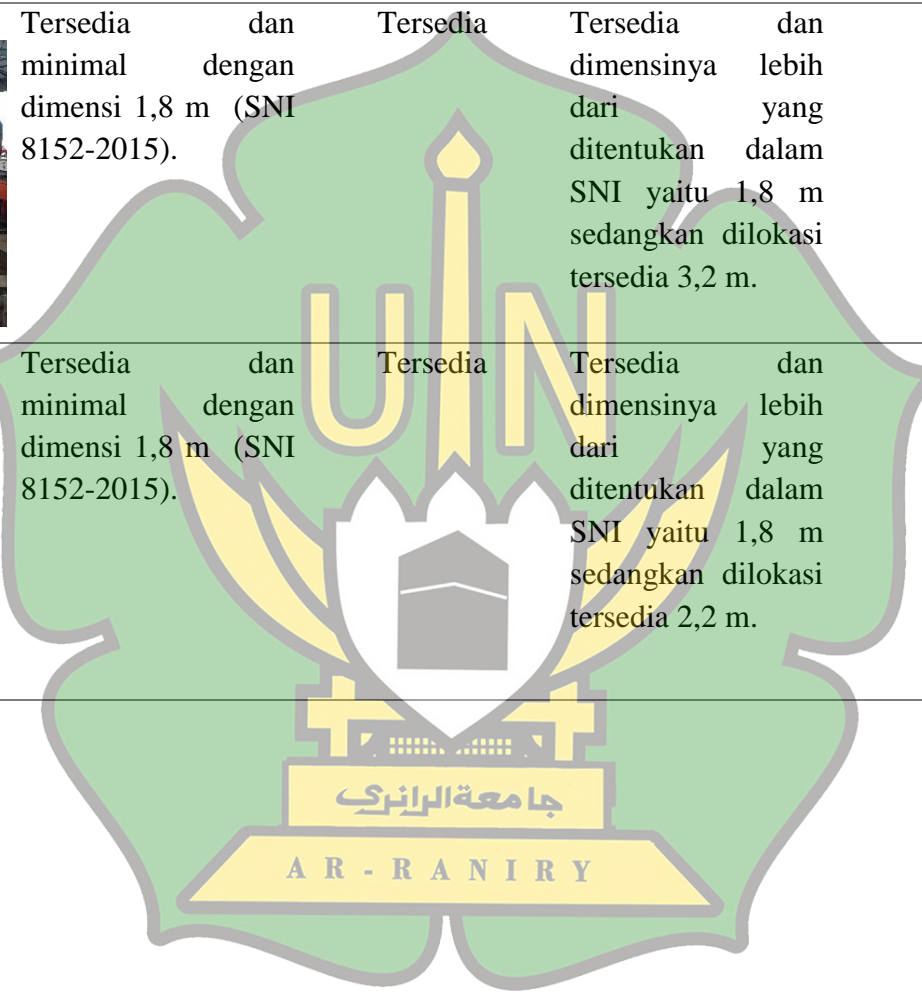 Tersedia dan
minimal dengan
dimensi 1,8 m (SNI
8152-2015).
Tersedia
Tersedia dan
dimensinya lebih
dari yang
ditentukan dalam
SNI yaitu 1,8 m
sedangkan dilokasi
tersedia 3,2 m.
Tersedia dan
minimal dengan
dimensi 1,8 m (SNI
8152-2015).
Tersedia
Tersedia dan
dimensinya lebih
dari yang
ditentukan dalam
SNI yaitu 1,8 m
sedangkan dilokasi
tersedia 2,2 m.
UIN
جامعة الرانري
AR-RANIRY